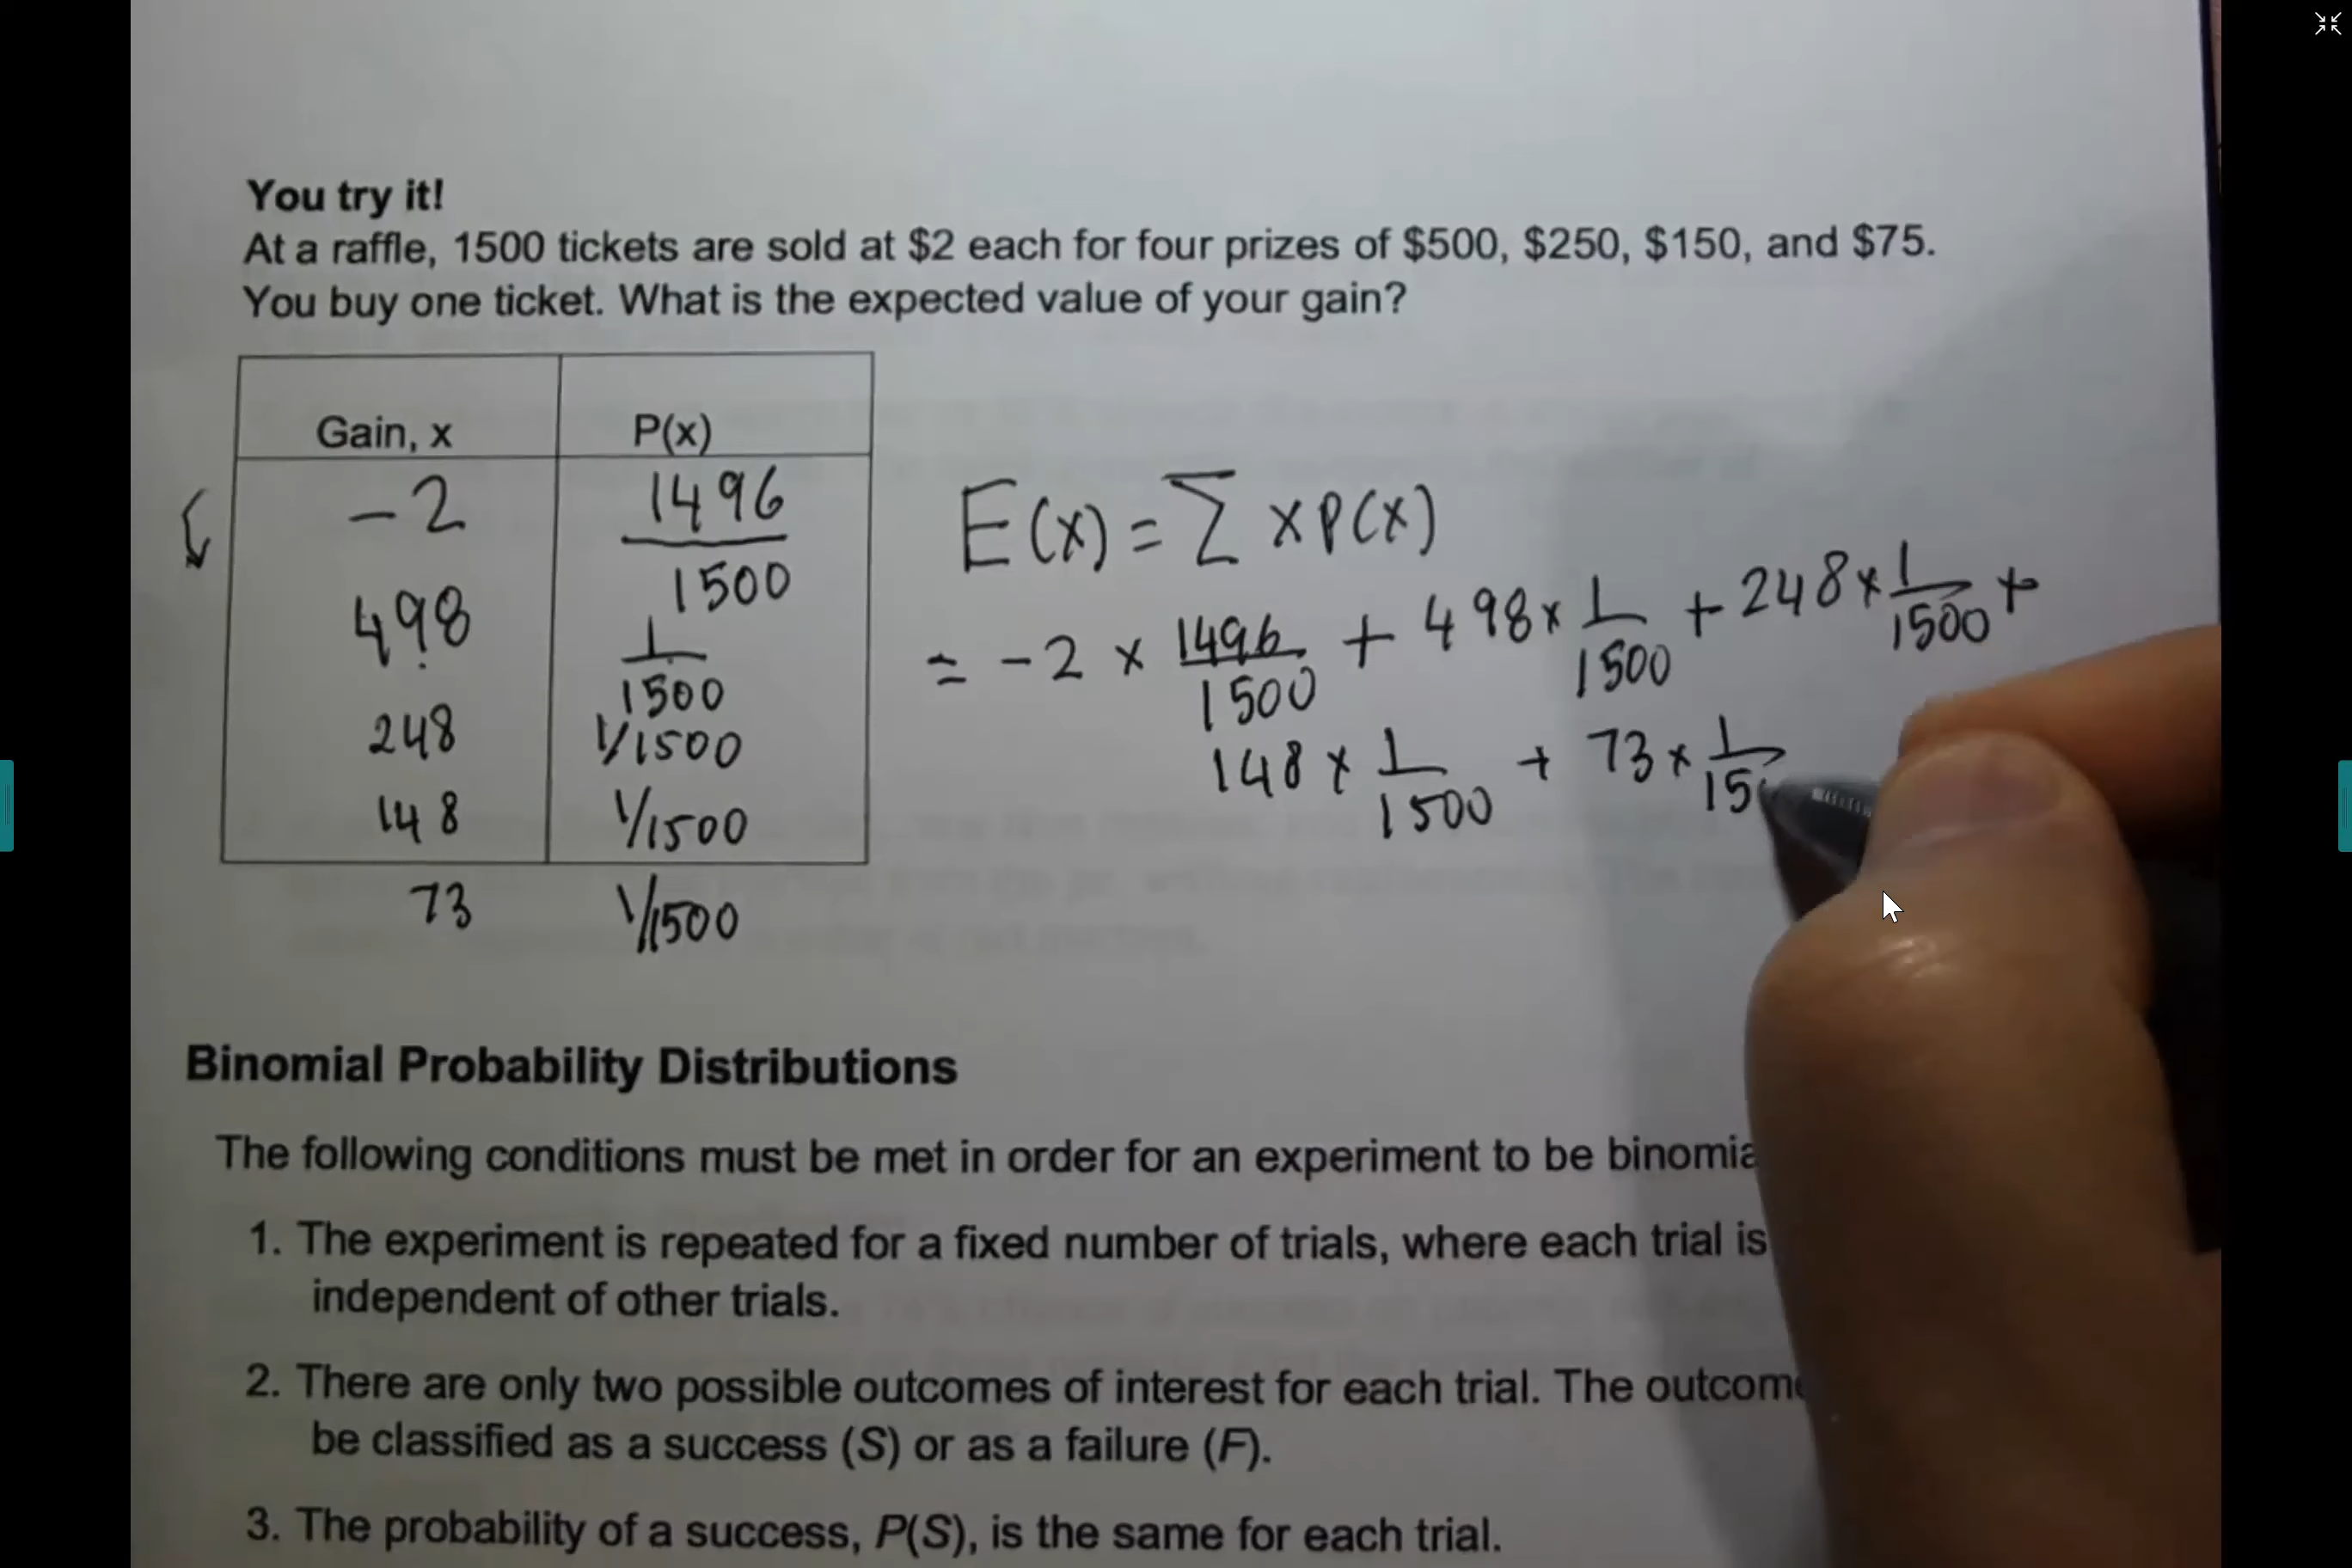 You try it!
At a raffle, 1500 tickets are sold at $2 each for four prizes of $500, $250, $150, and $75.
You buy one ticket. What is the expected value of your gain?
Gain, x P(x)
-2 1496/1500
498 1/1500
248 1/1500
148 1/1500
73 1/1500
E(x) = Σ xP(x)
= -2 × 1496/1500 + 498 × 1/1500 + 248 × 1/1500 +
148 × 1/1500 + 73 × 1/15
Binomial Probability Distributions
The following conditions must be met in order for an experiment to be
1. The experiment is repeated for a fixed number of trials, where each trial is
independent of other trials.
2. There are only two possible outcomes of interest for each trial. The
be classified as a success (S) or as a failure (F).
3. The probability of a success, P(S), is the same for each trial.